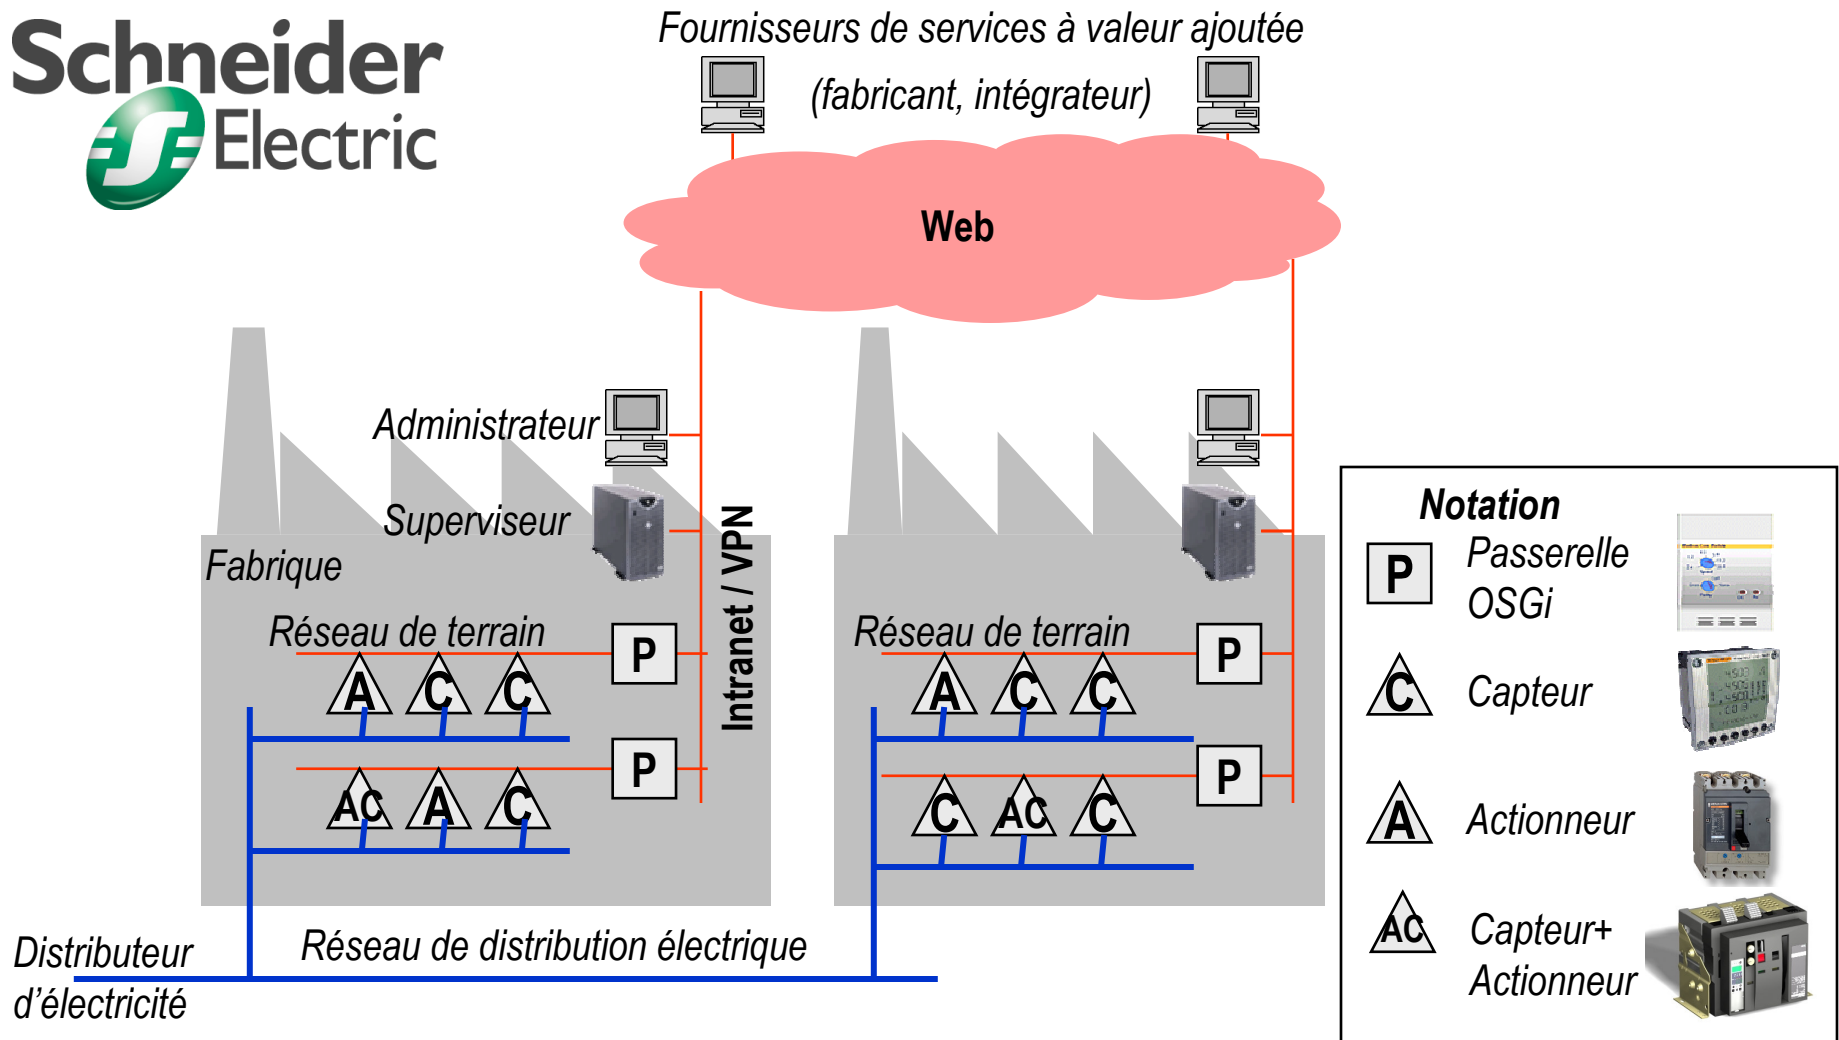 Schneider
Electric
Fournisseurs de services à valeur ajoutée
(fabricant, intégrateur)
Web
Administrateur
Superviseur
Fabrique
Intranet / VPN
Réseau de terrain
P
A
C
C
P
AC
A
C
Réseau de terrain
P
A
C
C
P
C
AC
C
Distributeur
d’électricité
Réseau de distribution électrique
Notation
P
Passerelle
OSGi
C
Capteur
A
Actionneur
AC
Capteur+
Actionneur